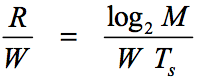 R/W = log₂ M / W Tₛ